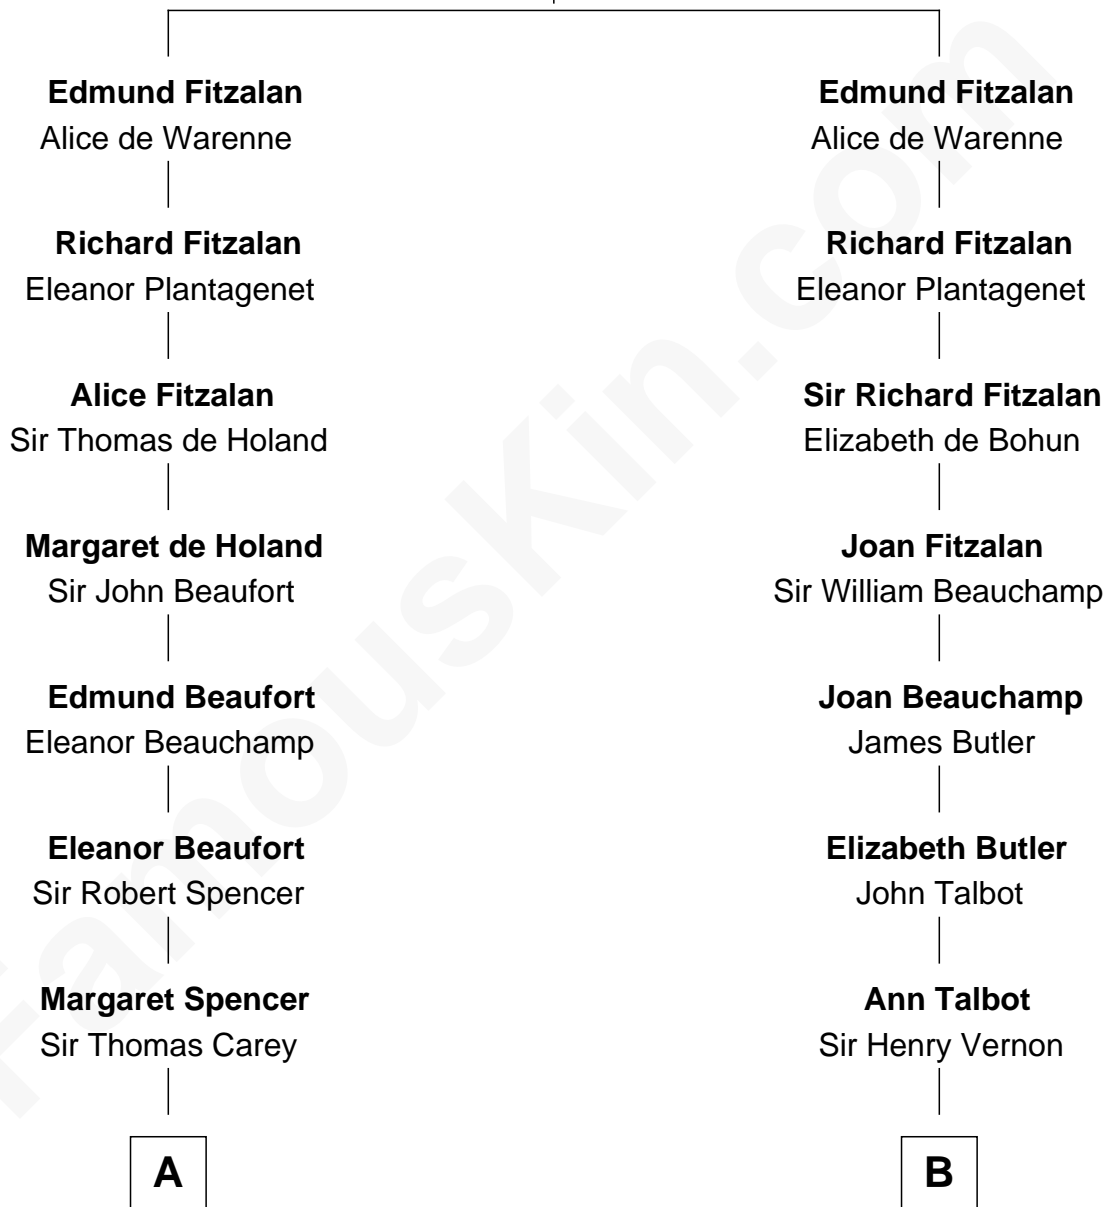 Edmund Fitzalan
Alice de Warenne
Richard Fitzalan
Eleanor Plantagenet
Alice Fitzalan
Sir Thomas de Holand
Margaret de Holand
Sir John Beaufort
Edmund Beaufort
Eleanor Beauchamp
Eleanor Beaufort
Sir Robert Spencer
Margaret Spencer
Sir Thomas Carey
A
Edmund Fitzalan
Alice de Warenne
Richard Fitzalan
Eleanor Plantagenet
Sir Richard Fitzalan
Elizabeth de Bohun
Joan Fitzalan
Sir William Beauchamp
Joan Beauchamp
James Butler
Elizabeth Butler
John Talbot
Ann Talbot
Sir Henry Vernon
B
FamousKin.com